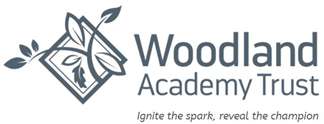 Woodland
Academy Trust
Ignite the spark, reveal the champion